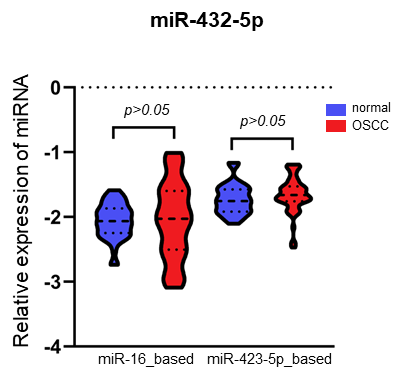 miR-432-5p
Relative expression of miRNA
0
-1
-2
-3
-4
p>0.05
p>0.05
normal
OSCC
miR-16_based
miR-423-5p_based